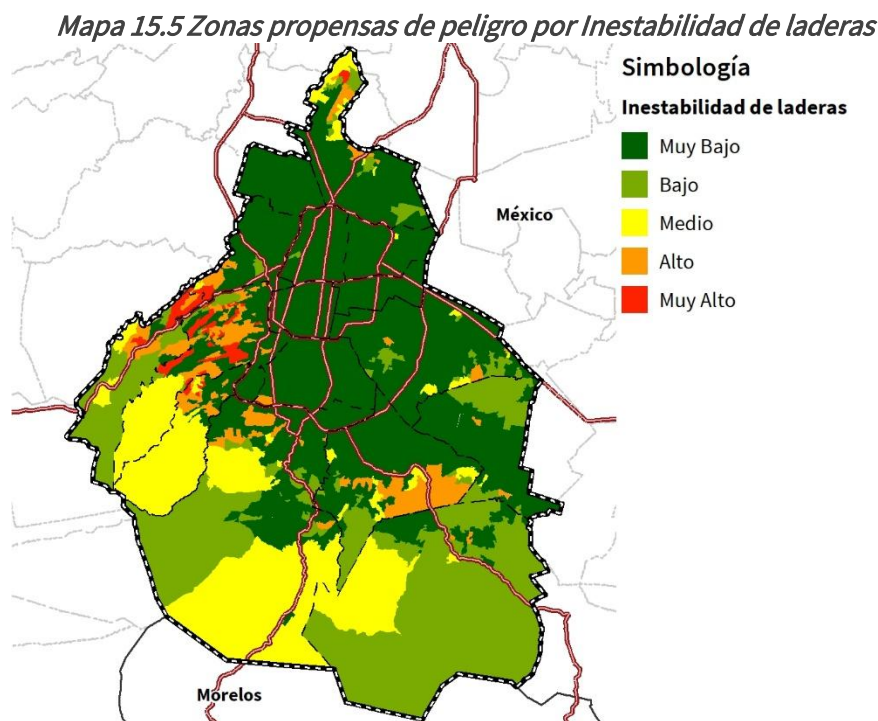 Mapa 15.5 Zonas propensas de peligro por Inestabilidad de laderas
Simbología
Inestabilidad de laderas
Muy Bajo
Bajo
Medio
Alto
Muy Alto
México
Morelos